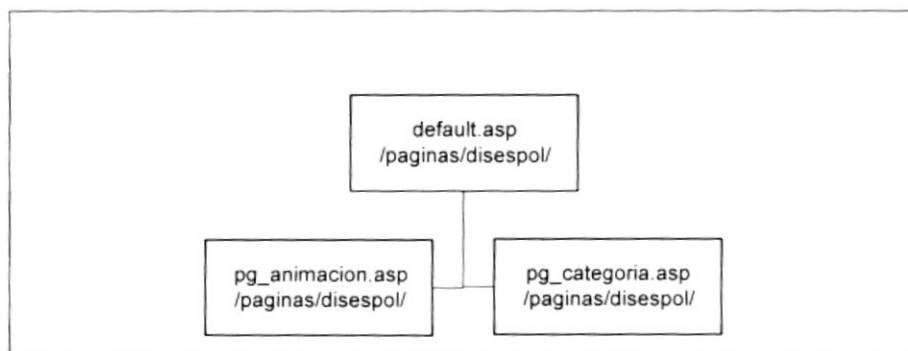 default.asp
/paginas/disespol/
pg_animacion.asp
/paginas/disespol/
pg_categoria.asp
/paginas/disespol/